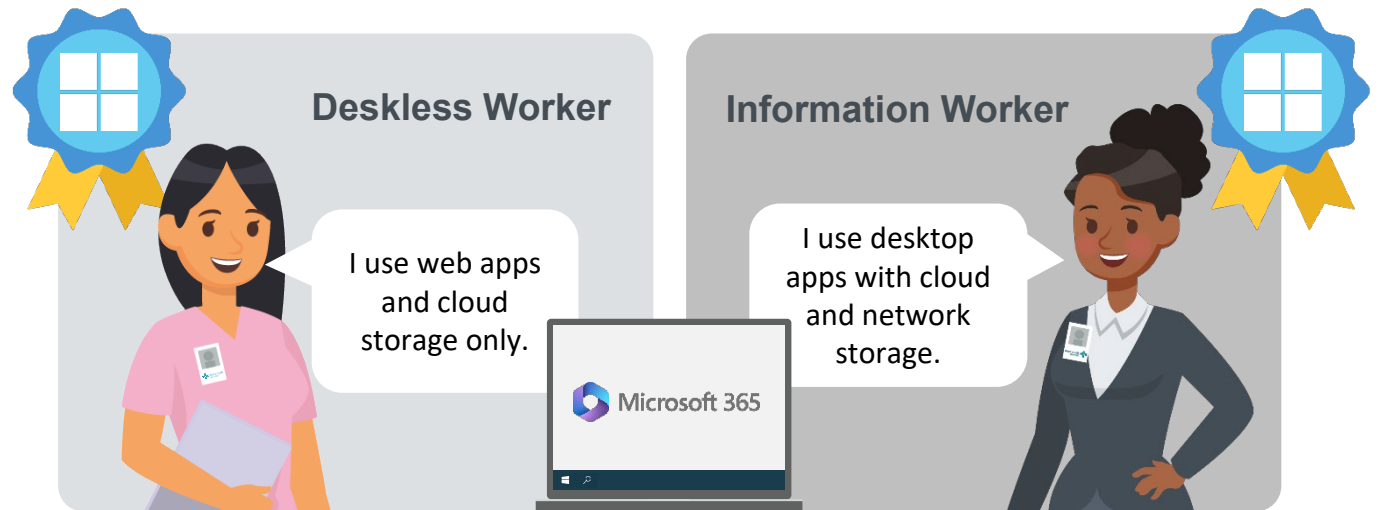 Deskless Worker
Information Worker
I use web apps
and cloud
storage only.
I use desktop
apps with cloud
and network
storage.
Microsoft 365